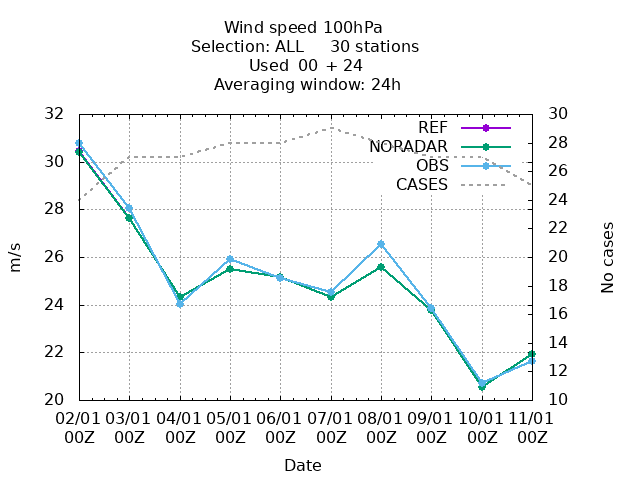 Wind speed 100hPa
Selection: ALL 30 stations
Used 00 + 24
Averaging window: 24h
32
30
28
26
24
22
20
m/s
30
28
26
24
22
20
18
16
14
12
10
No cases
REF
NORADAR
OBS
CASES
02/01 03/01 04/01 05/01 06/01 07/01 08/01 09/01 10/01 11/01
00Z 00Z 00Z 00Z 00Z 00Z 00Z 00Z 00Z 00Z
Date